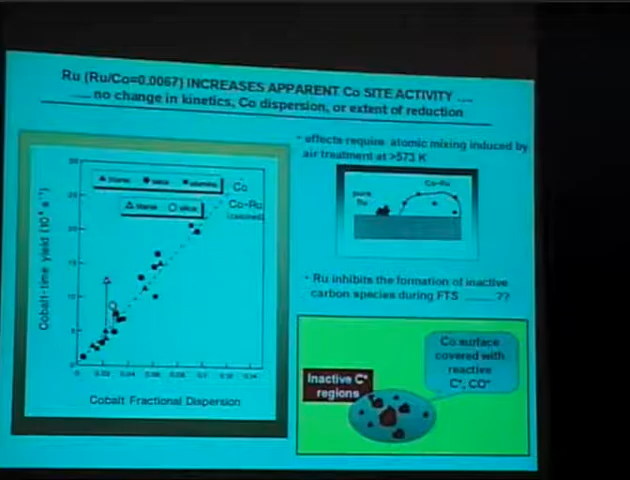 Ru (Ru/Co=0.0067) INCREASES APPARENT Co SITE ACTIVITY ....
..... no change in kinetics, Co dispersion, or extent of reduction
• effects require atomic mixing induced by
air treatment at >573 K
pure
Ru
Co-Ru
• Ru inhibits the formation of inactive
carbon species during FTS ....... ??
Inactive C*
regions
Co surface
covered with
reactive
C*, CO*
Cobalt-time yield
titania silica alumina
Co
titania silica
Co-Ru
(calcined)
Cobalt Fractional Dispersion